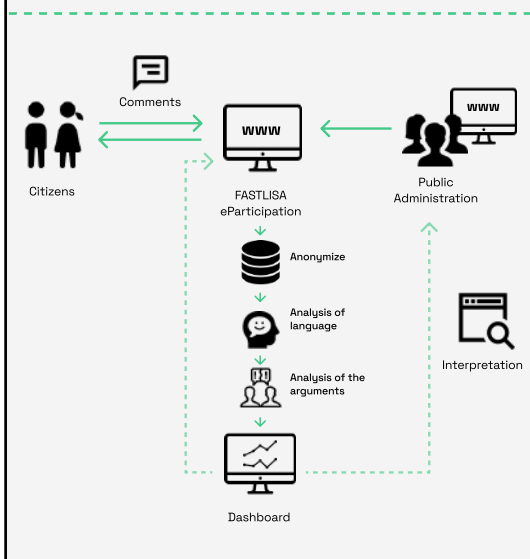 Comments
www
www
Citizens
FASTLISA
eParticipation
Public
Administration
Anonymize
Analysis of
language
Analysis of the
arguments
Interpretation
Dashboard